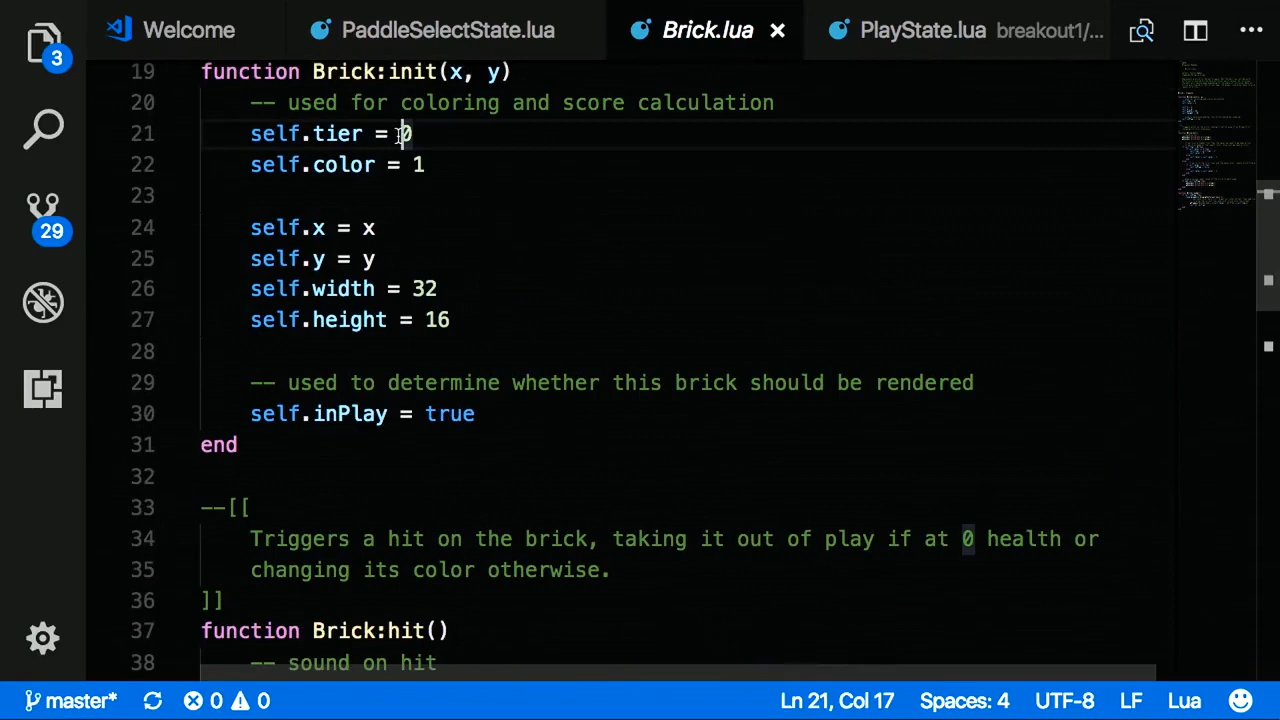 Welcome PaddleSelectState.lua Brick.lua PlayState.lua breakout1/...
3
29
19 function Brick:init(x, y)
20 -- used for coloring and score calculation
21 self.tier = 0
22 self.color = 1
23
24 self.x = x
25 self.y = y
26 self.width = 32
27 self.height = 16
28
29 -- used to determine whether this brick should be rendered
30 self.inPlay = true
31 end
32
33 --[[
34 Triggers a hit on the brick, taking it out of play if at 0 health or
35 changing its color otherwise.
36 ]]
37 function Brick:hit()
38 -- sound on hit
master* 0 0 Ln 21, Col 17 Spaces: 4 UTF-8 LF Lua